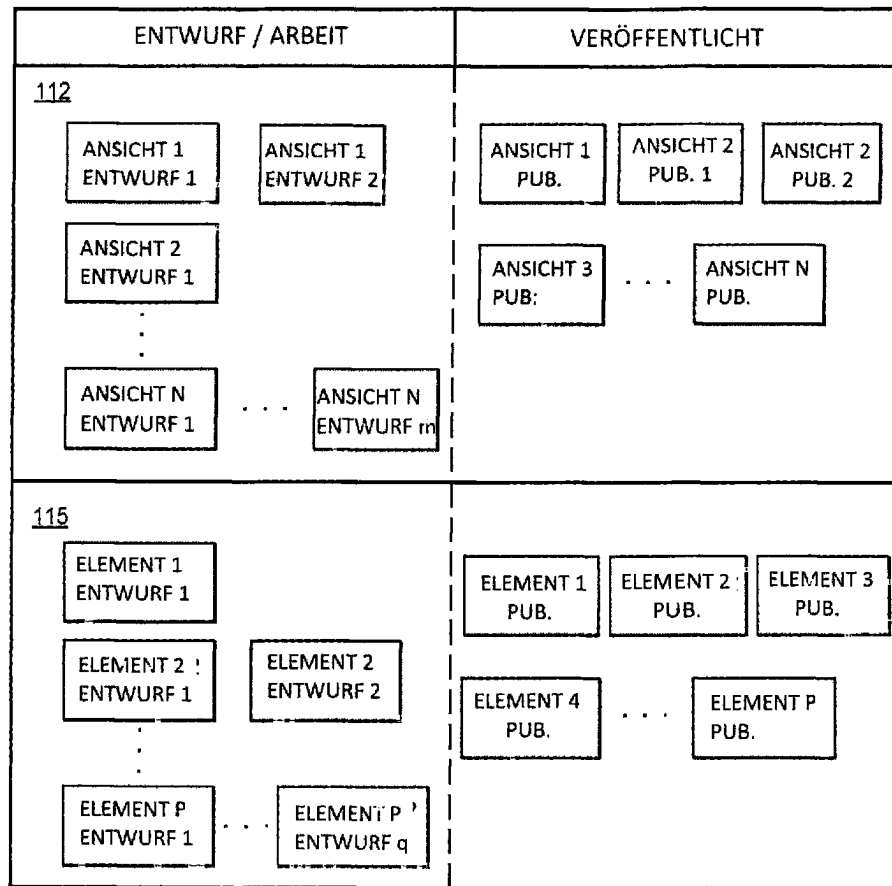 ENTWURF / ARBEIT
VERÖFFENTLICHT
112
ANSICHT 1
ENTWURF 1
ANSICHT 1
ENTWURF 2
ANSICHT 2
ENTWURF 1
ANSICHT N
ENTWURF 1
. . .
ANSICHT N
ENTWURF m
ANSICHT 1
PUB.
ANSICHT 2
PUB. 1
ANSICHT 2
PUB. 2
ANSICHT 3
PUB.
. . .
ANSICHT N
PUB.
115
ELEMENT 1
ENTWURF 1
ELEMENT 2
ENTWURF 1
ELEMENT 2
ENTWURF 2
ELEMENT P
ENTWURF 1
. . .
ELEMENT P
ENTWURF q
ELEMENT 1
PUB.
ELEMENT 2
PUB.
ELEMENT 3
PUB.
ELEMENT 4
PUB.
. . .
ELEMENT P
PUB.